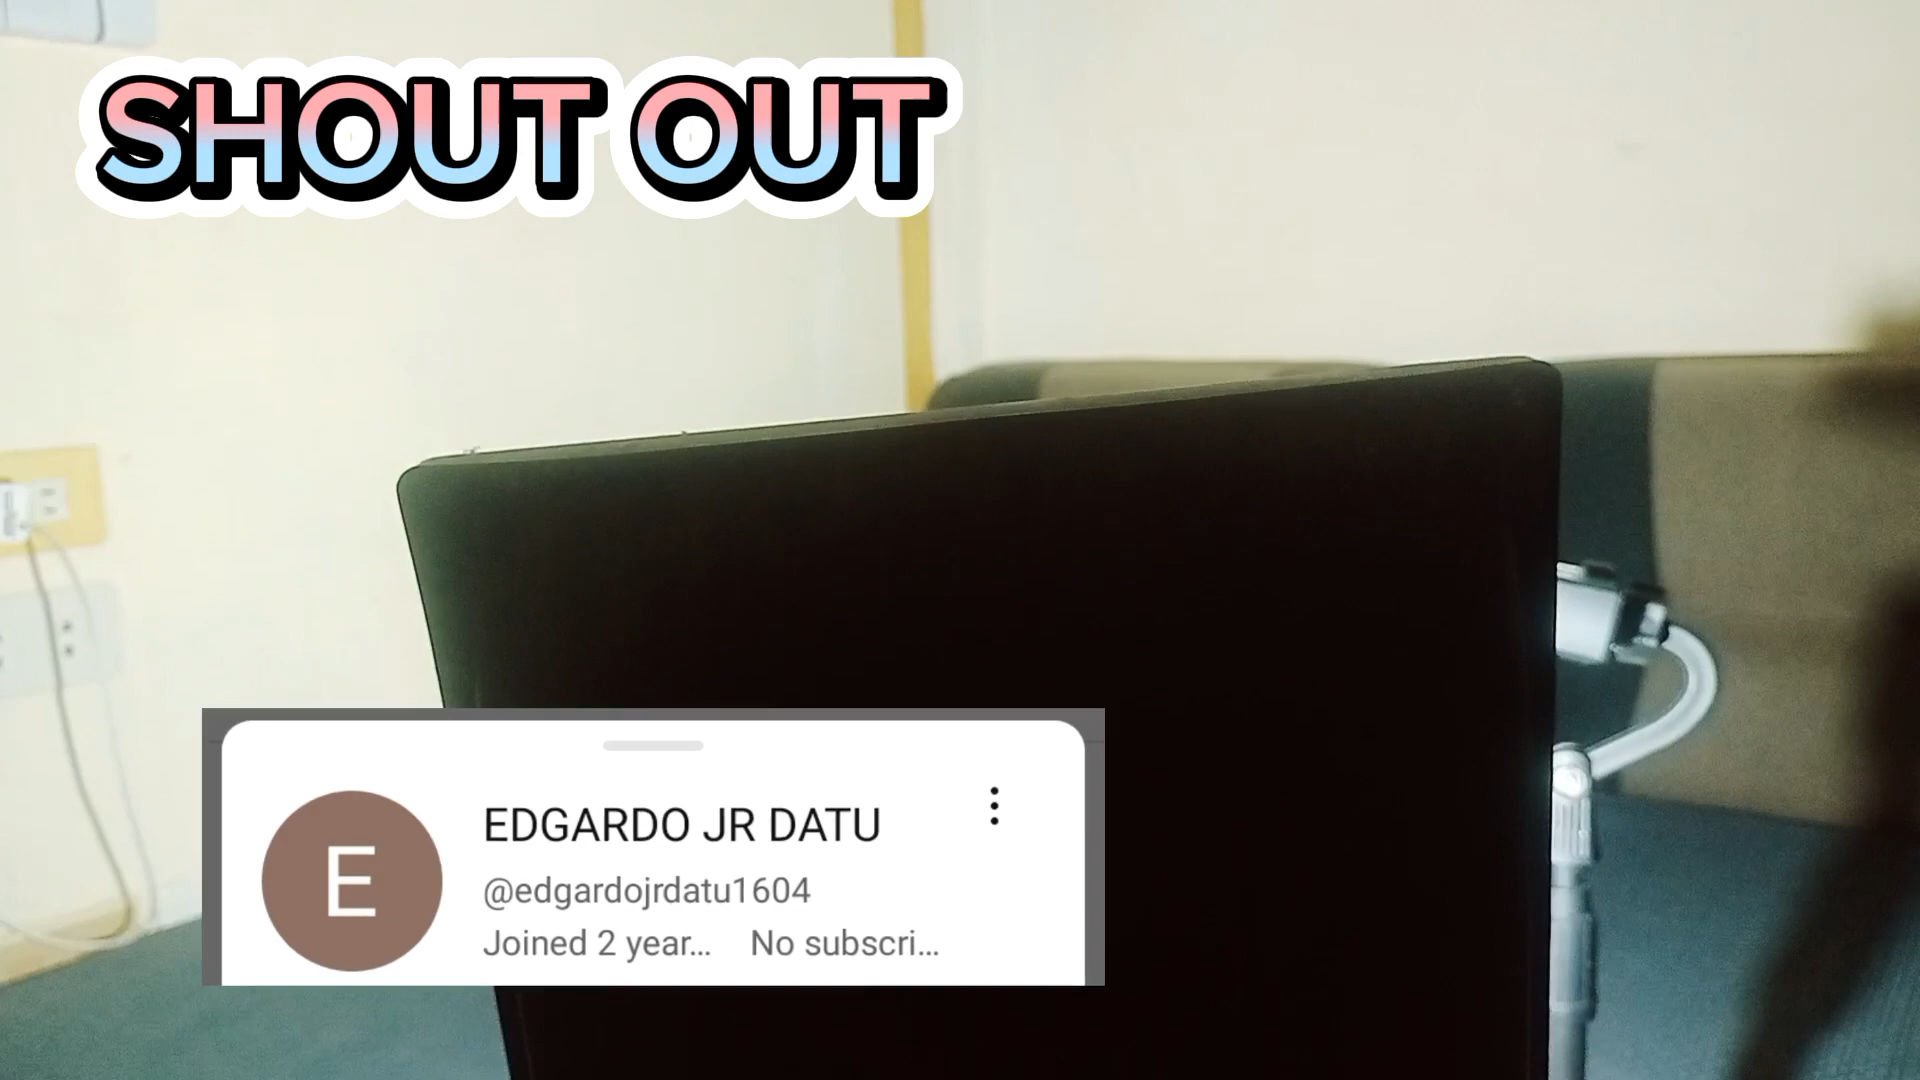 SHOUT OUT
E
EDGARDO JR DATU
@edgardojrdatu1604
Joined 2 year... No subscri...